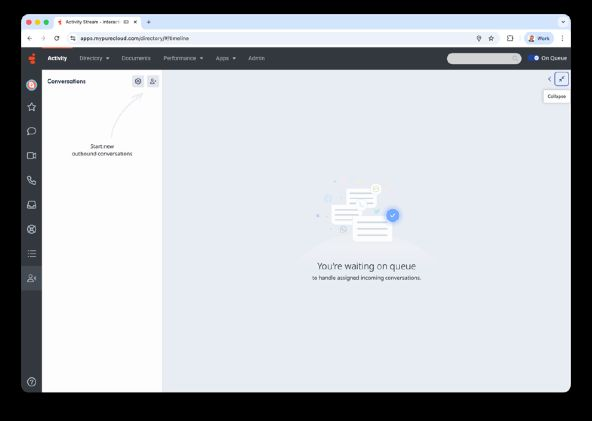 Activity Stream - Interact
Work
apps.mypurecloud.com/directory/#/timeline
Activity
Directory
Documents
Performance
Apps
Admin
On Queue
Conversations
Collapse
Start new
outbound conversations
You're waiting on queue
to handle assigned incoming conversations.